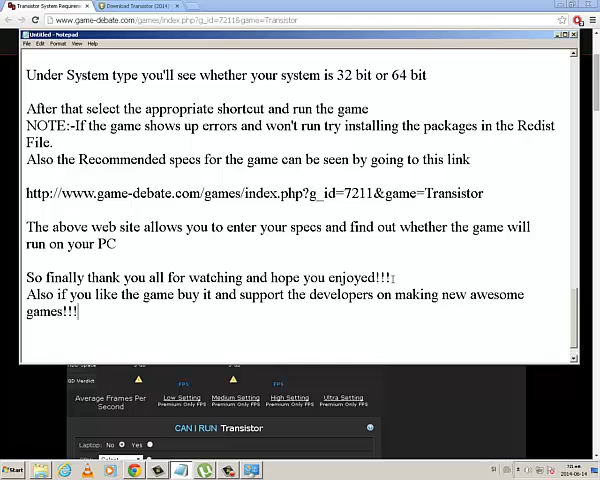 Transistor System Requirem
Download Transistor (2014)
www.game-debate.com/games/index.php?g_id=7211&game=Transistor
Untitled - Notepad
File Edit Format View Help
Under System type you'll see whether your system is 32 bit or 64 bit
After that select the appropriate shortcut and run the game
NOTE:-If the game shows up errors and won't run try installing the packages in the Redist
File.
Also the Recommended specs for the game can be seen by going to this link
http://www.game-debate.com/games/index.php?g_id=7211&game=Transistor
The above web site allows you to enter your specs and find out whether the game will
run on your PC
So finally thank you all for watching and hope you enjoyed!!!
Also if you like the game buy it and support the developers on making new awesome
games!!!
GD Verdict
FPS FPS
Average Frames Per
Second
Low Setting Medium Setting High Setting Ultra Setting
Premium Only FPS Premium Only FPS Premium Only FPS
CAN I RUN Transistor
Laptop: No Yes
Start
SI
2014-06-14